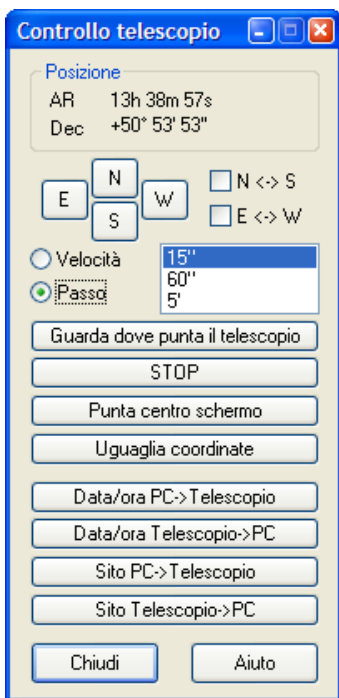 Controllo telescopio
Posizione
AR 13h 38m 57s
Dec +50° 53' 53"
N
E W
S
N <-> S
E <-> W
Velocità
Passo
15"
60"
5'
Guarda dove punta il telescopio
STOP
Punta centro schermo
Uguaglia coordinate
Data/ora PC->Telescopio
Data/ora Telescopio->PC
Sito PC->Telescopio
Sito Telescopio->PC
Chiudi Aiuto